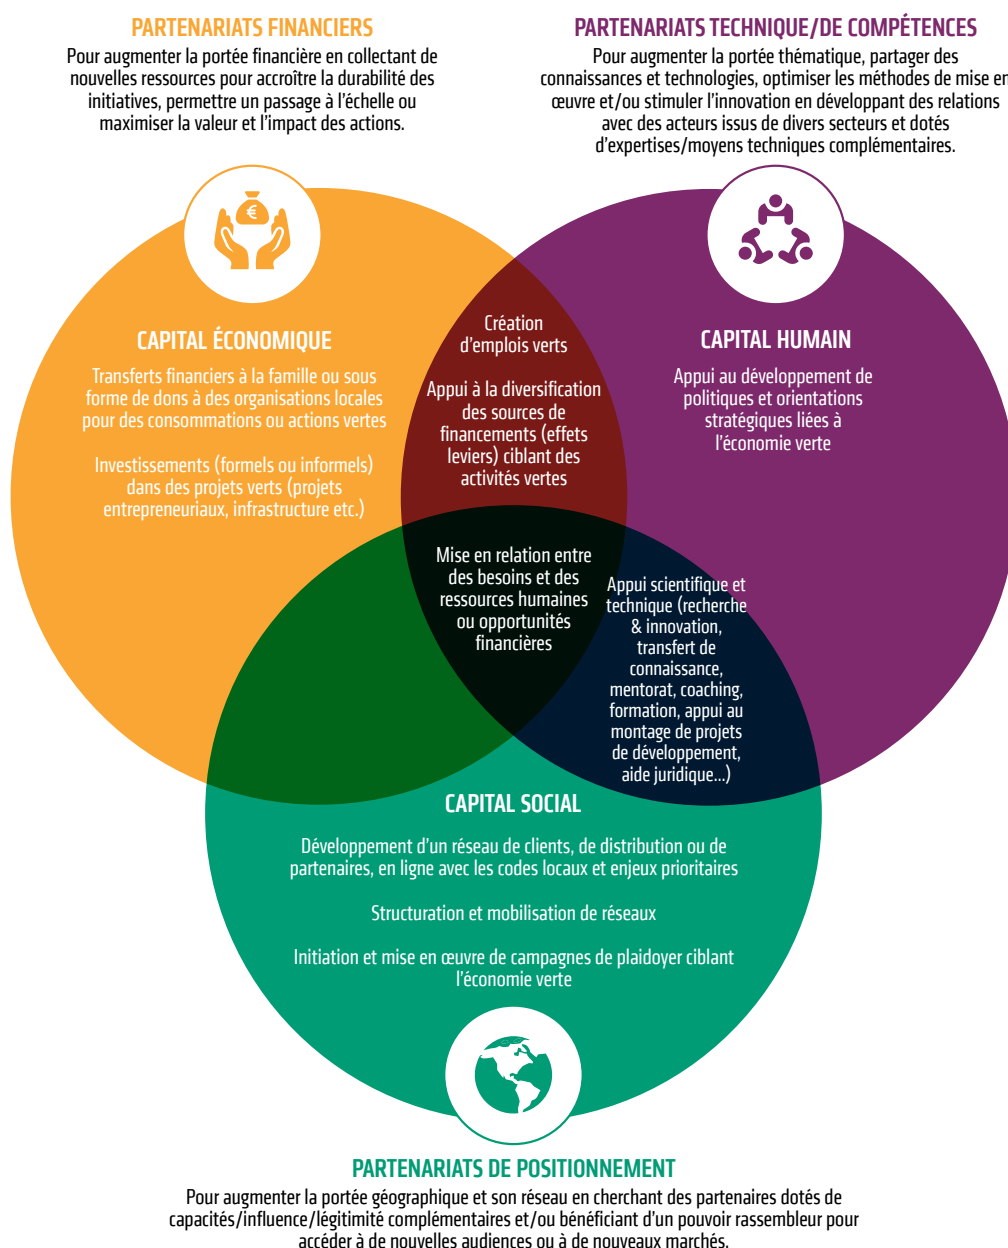 PARTENARIATS FINANCIERS
Pour augmenter la portée financière en collectant de
nouvelles ressources pour accroître la durabilité des
initiatives, permettre un passage à l'échelle ou
maximiser la valeur et l'impact des actions.
PARTENARIATS TECHNIQUE/DE COMPÉTENCES
Pour augmenter la portée thématique, partager des
connaissances et technologies, optimiser les méthodes de mise en
œuvre et/ou stimuler l'innovation en développant des relations
avec des acteurs issus de divers secteurs et dotés
d'expertises/moyens techniques complémentaires.
€
CAPITAL ÉCONOMIQUE
Transferts financiers à la famille ou sous
forme de dons à des organisations locales
pour des consommations ou actions vertes
Investissements (formels ou informels)
dans des projets verts (projets
entrepreneuriaux, infrastructure etc.)
Création
d'emplois verts
Appui à la diversification
des sources de
financements (effets
leviers) ciblant des
activités vertes
CAPITAL HUMAIN
Appui au développement de
politiques et orientations
stratégiques liées à
l'économie verte
Mise en relation entre
des besoins et des
ressources humaines
ou opportunités
financières
Appui scientifique et
technique (recherche
& innovation,
transfert de
connaissance,
mentorat, coaching,
formation, appui au
montage de projets
de développement,
aide juridique...)
CAPITAL SOCIAL
Développement d'un réseau de clients, de distribution ou de
partenaires, en ligne avec les codes locaux et enjeux prioritaires
Structuration et mobilisation de réseaux
Initiation et mise en œuvre de campagnes de plaidoyer ciblant
l'économie verte
PARTENARIATS DE POSITIONNEMENT
Pour augmenter la portée géographique et son réseau en cherchant des partenaires dotés de
capacités/influence/légitimité complémentaires et/ou bénéficiant d'un pouvoir rassembleur pour
accéder à de nouvelles audiences ou à de nouveaux marchés.